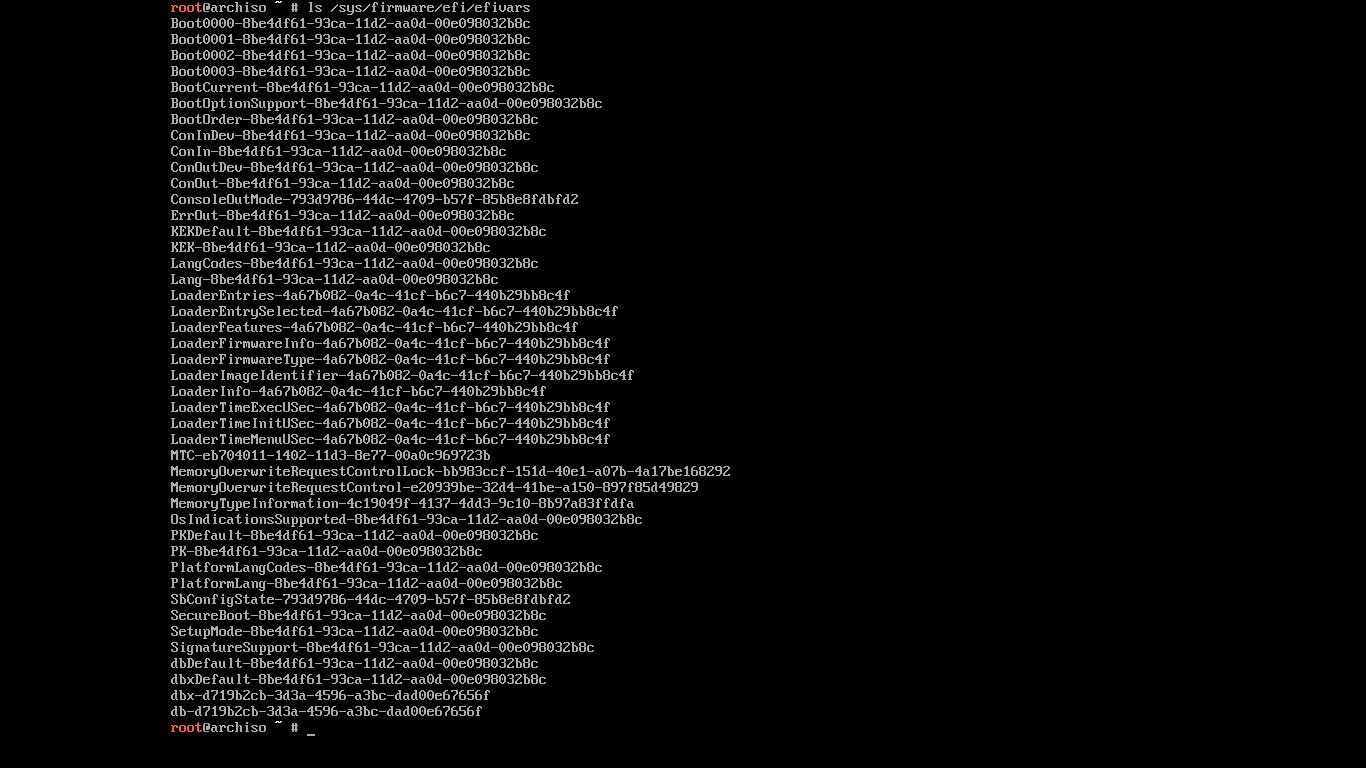 root@archiso ~ # ls /sys/firmware/efi/efivars
Boot0000-8be4df61-93ca-11d2-aa0d-00e098032b8c
Boot0001-8be4df61-93ca-11d2-aa0d-00e098032b8c
Boot0002-8be4df61-93ca-11d2-aa0d-00e098032b8c
Boot0003-8be4df61-93ca-11d2-aa0d-00e098032b8c
BootCurrent-8be4df61-93ca-11d2-aa0d-00e098032b8c
BootOptionSupport-8be4df61-93ca-11d2-aa0d-00e098032b8c
BootOrder-8be4df61-93ca-11d2-aa0d-00e098032b8c
ConInDev-8be4df61-93ca-11d2-aa0d-00e098032b8c
ConIn-8be4df61-93ca-11d2-aa0d-00e098032b8c
ConOutDev-8be4df61-93ca-11d2-aa0d-00e098032b8c
ConOut-8be4df61-93ca-11d2-aa0d-00e098032b8c
ConsoleOutMode-793d9786-44dc-4709-b57f-85b8e8fdbfd2
ErrOut-8be4df61-93ca-11d2-aa0d-00e098032b8c
KEKDefault-8be4df61-93ca-11d2-aa0d-00e098032b8c
KEK-8be4df61-93ca-11d2-aa0d-00e098032b8c
LangCodes-8be4df61-93ca-11d2-aa0d-00e098032b8c
Lang-8be4df61-93ca-11d2-aa0d-00e098032b8c
LoaderEntries-4a67b082-0a4c-41cf-b6c7-440b29bb8c4f
LoaderEntrySelected-4a67b082-0a4c-41cf-b6c7-440b29bb8c4f
LoaderFeatures-4a67b082-0a4c-41cf-b6c7-440b29bb8c4f
LoaderFirmwareInfo-4a67b082-0a4c-41cf-b6c7-440b29bb8c4f
LoaderFirmwareType-4a67b082-0a4c-41cf-b6c7-440b29bb8c4f
LoaderImageIdentifier-4a67b082-0a4c-41cf-b6c7-440b29bb8c4f
LoaderInfo-4a67b082-0a4c-41cf-b6c7-440b29bb8c4f
LoaderTimeExecUSec-4a67b082-0a4c-41cf-b6c7-440b29bb8c4f
LoaderTimeInitUSec-4a67b082-0a4c-41cf-b6c7-440b29bb8c4f
LoaderTimeMenuUSec-4a67b082-0a4c-41cf-b6c7-440b29bb8c4f
MTC-eb704011-1402-11d3-8e77-00a0c969723b
MemoryOverwriteRequestControlLock-bb983ccf-151d-40e1-a07b-4a17be168292
MemoryOverwriteRequestControl-e20939be-32d4-41be-a150-897f85d49829
MemoryTypeInformation-4c19049f-4137-4dd3-9c10-8b97a83ffdfa
OsIndicationsSupported-8be4df61-93ca-11d2-aa0d-00e098032b8c
PKDefault-8be4df61-93ca-11d2-aa0d-00e098032b8c
PK-8be4df61-93ca-11d2-aa0d-00e098032b8c
PlatformLangCodes-8be4df61-93ca-11d2-aa0d-00e098032b8c
PlatformLang-8be4df61-93ca-11d2-aa0d-00e098032b8c
SbConfigState-793d9786-44dc-4709-b57f-85b8e8fdbfd2
SecureBoot-8be4df61-93ca-11d2-aa0d-00e098032b8c
SetupMode-8be4df61-93ca-11d2-aa0d-00e098032b8c
SignatureSupport-8be4df61-93ca-11d2-aa0d-00e098032b8c
dbDefault-8be4df61-93ca-11d2-aa0d-00e098032b8c
dbxDefault-8be4df61-93ca-11d2-aa0d-00e098032b8c
dbx-d719b2cb-3d3a-4596-a3bc-dad00e67656f
db-d719b2cb-3d3a-4596-a3bc-dad00e67656f
root@archiso ~ # _